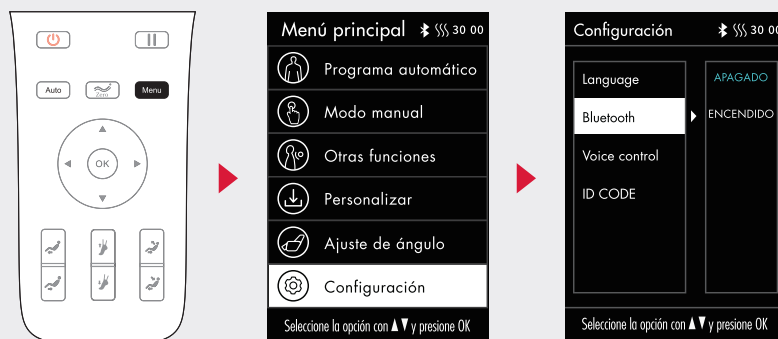 Auto
Zero
Menu
OK
Menú principal 30 00
Programa automático
Modo manual
Otras funciones
Personalizar
Ajuste de ángulo
Configuración
Seleccione la opción con ▲▼ y presione OK
Configuración 30 00
Language
Bluetooth
Voice control
ID CODE
APAGADO
ENCENDIDO
Seleccione la opción con ▲▼ y presione OK